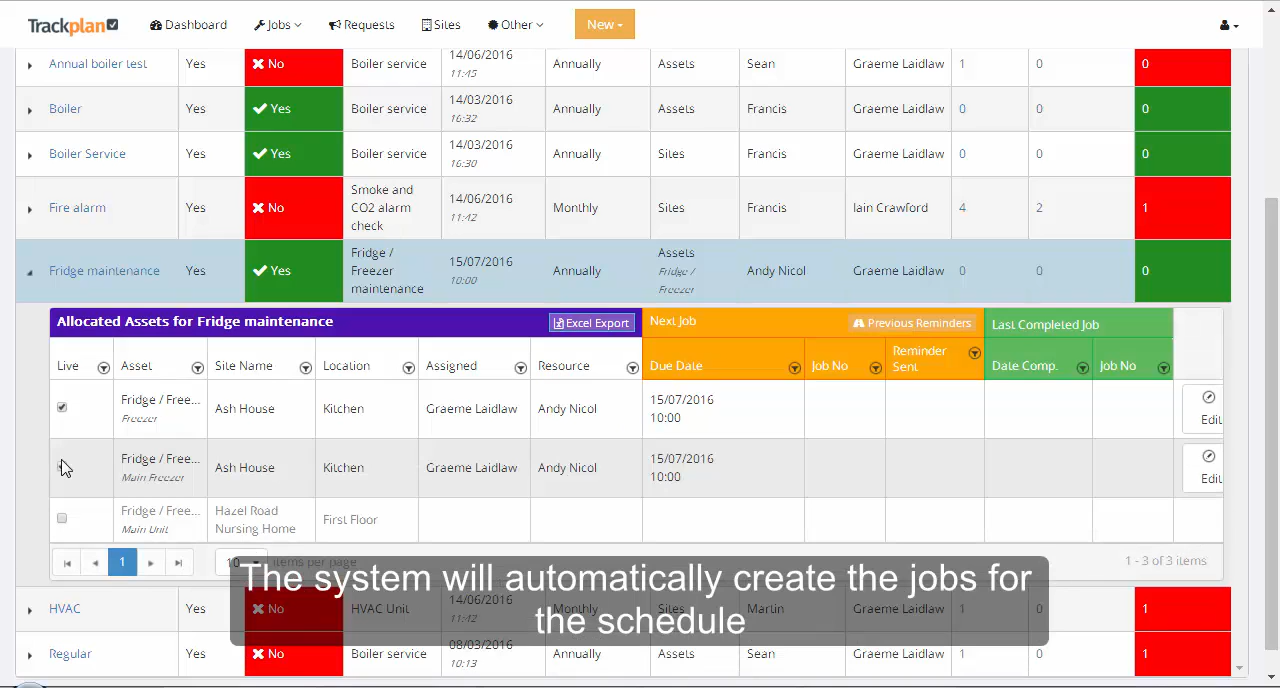 Trackplan Dashboard Jobs Requests Sites Other New
Annual boiler test Yes No Boiler service 14/06/2016 11:45 Annually Assets Sean Graeme Laidlaw 1 0 0
Boiler Yes Yes Boiler service 14/03/2016 16:32 Annually Assets Francis Graeme Laidlaw 0 0 0
Boiler Service Yes Yes Boiler service 14/03/2016 16:30 Annually Sites Francis Graeme Laidlaw 0 0 0
Fire alarm Yes No Smoke and CO2 alarm check 14/06/2016 11:42 Monthly Sites Francis Iain Crawford 4 2 1
Fridge maintenance Yes Yes Fridge / Freezer maintenance 15/07/2016 10:00 Annually Assets Fridge / Freezer Andy Nicol Graeme Laidlaw 0 0 0
Allocated Assets for Fridge maintenance Excel Export Next Job Previous Reminders Last Completed Job
Live Asset Site Name Location Assigned Resource Due Date Job No Reminder Sent Date Comp. Job No
Fridge / Free... Freezer Ash House Kitchen Graeme Laidlaw Andy Nicol 15/07/2016 10:00 Edit
Fridge / Free... Main Freezer Ash House Kitchen Graeme Laidlaw Andy Nicol 15/07/2016 10:00 Edit
Fridge / Free... Main Unit Hazel Road Nursing Home First Floor
1 10 items per page 1 - 3 of 3 items
The system will automatically create the jobs for
the schedule
HVAC Yes No HVAC Unit 14/06/2016 11:42 Monthly Sites Martin Graeme Laidlaw 1 0 1
Regular Yes No Boiler service 08/03/2016 10:13 Annually Assets Sean Graeme Laidlaw 1 0 1